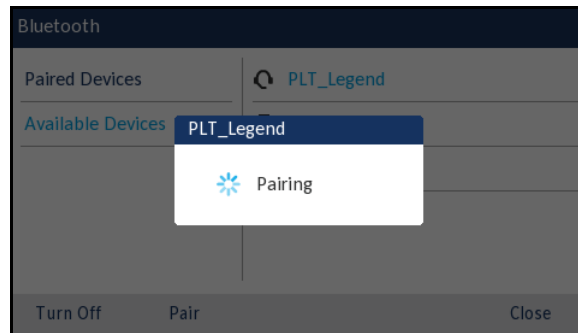 Bluetooth
Paired Devices
PLT_Legend
Available Devices
PLT_Legend
Pairing
Turn Off Pair Close